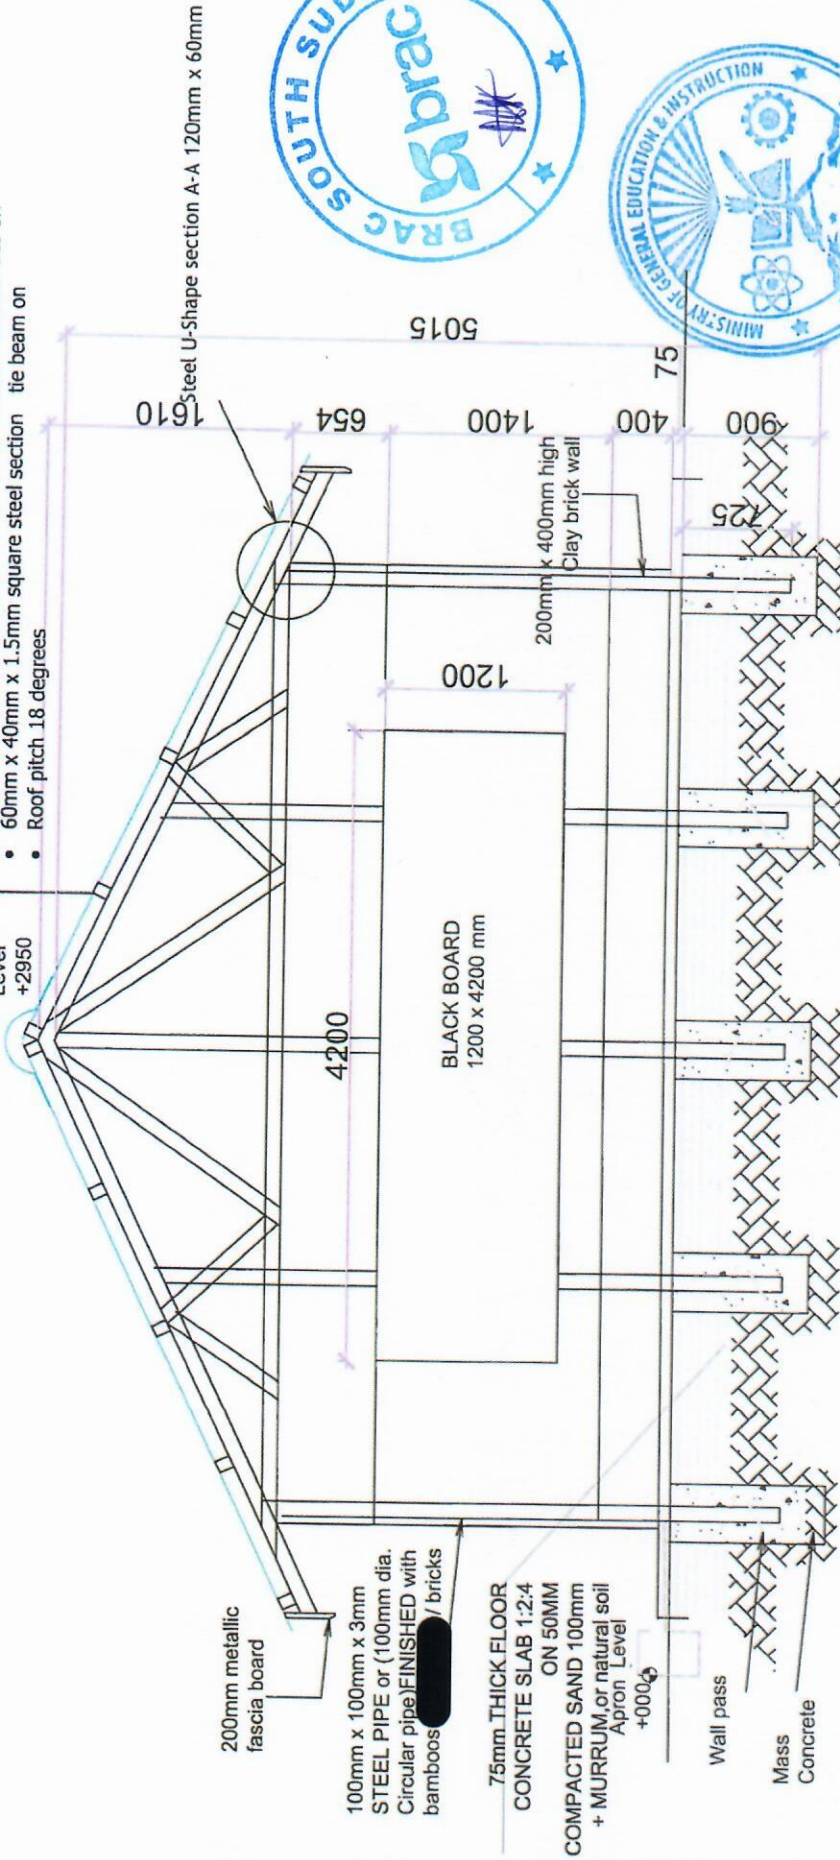 • 60mm x 40mm x 1.5mm square steel section tie beam on
• Roof pitch 18 degrees
+2950
Steel U-Shape section A-A 120mm x 60mm
BRAC SOUTH SUD
brac
MINISTRY OF GENERAL EDUCATION & INSTRUCTION
5015
1610
654
1400
400
75
900
725
200mm x 400mm high
Clay brick wall
1200
4200
BLACK BOARD
1200 x 4200 mm
200mm metallic
fascia board
100mm x 100mm x 3mm
STEEL PIPE or (100mm dia.
Circular pipe)FINISHED with
bamboos / bricks
75mm THICK FLOOR
CONCRETE SLAB 1:2:4
ON 50MM
COMPACTED SAND 100mm
+ MURRUM,or natural soil
Apron Level
+000
Wall pass
Mass
Concrete